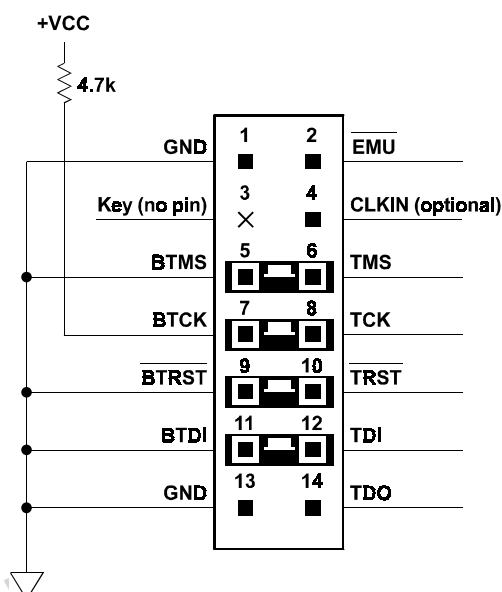 +VCC
4.7k
1 2
GND EMU
3 4
Key (no pin) CLKIN (optional)
5 6
BTMS TMS
7 8
BTCK TCK
9 10
BTRST TRST
11 12
BTDI TDI
13 14
GND TDO